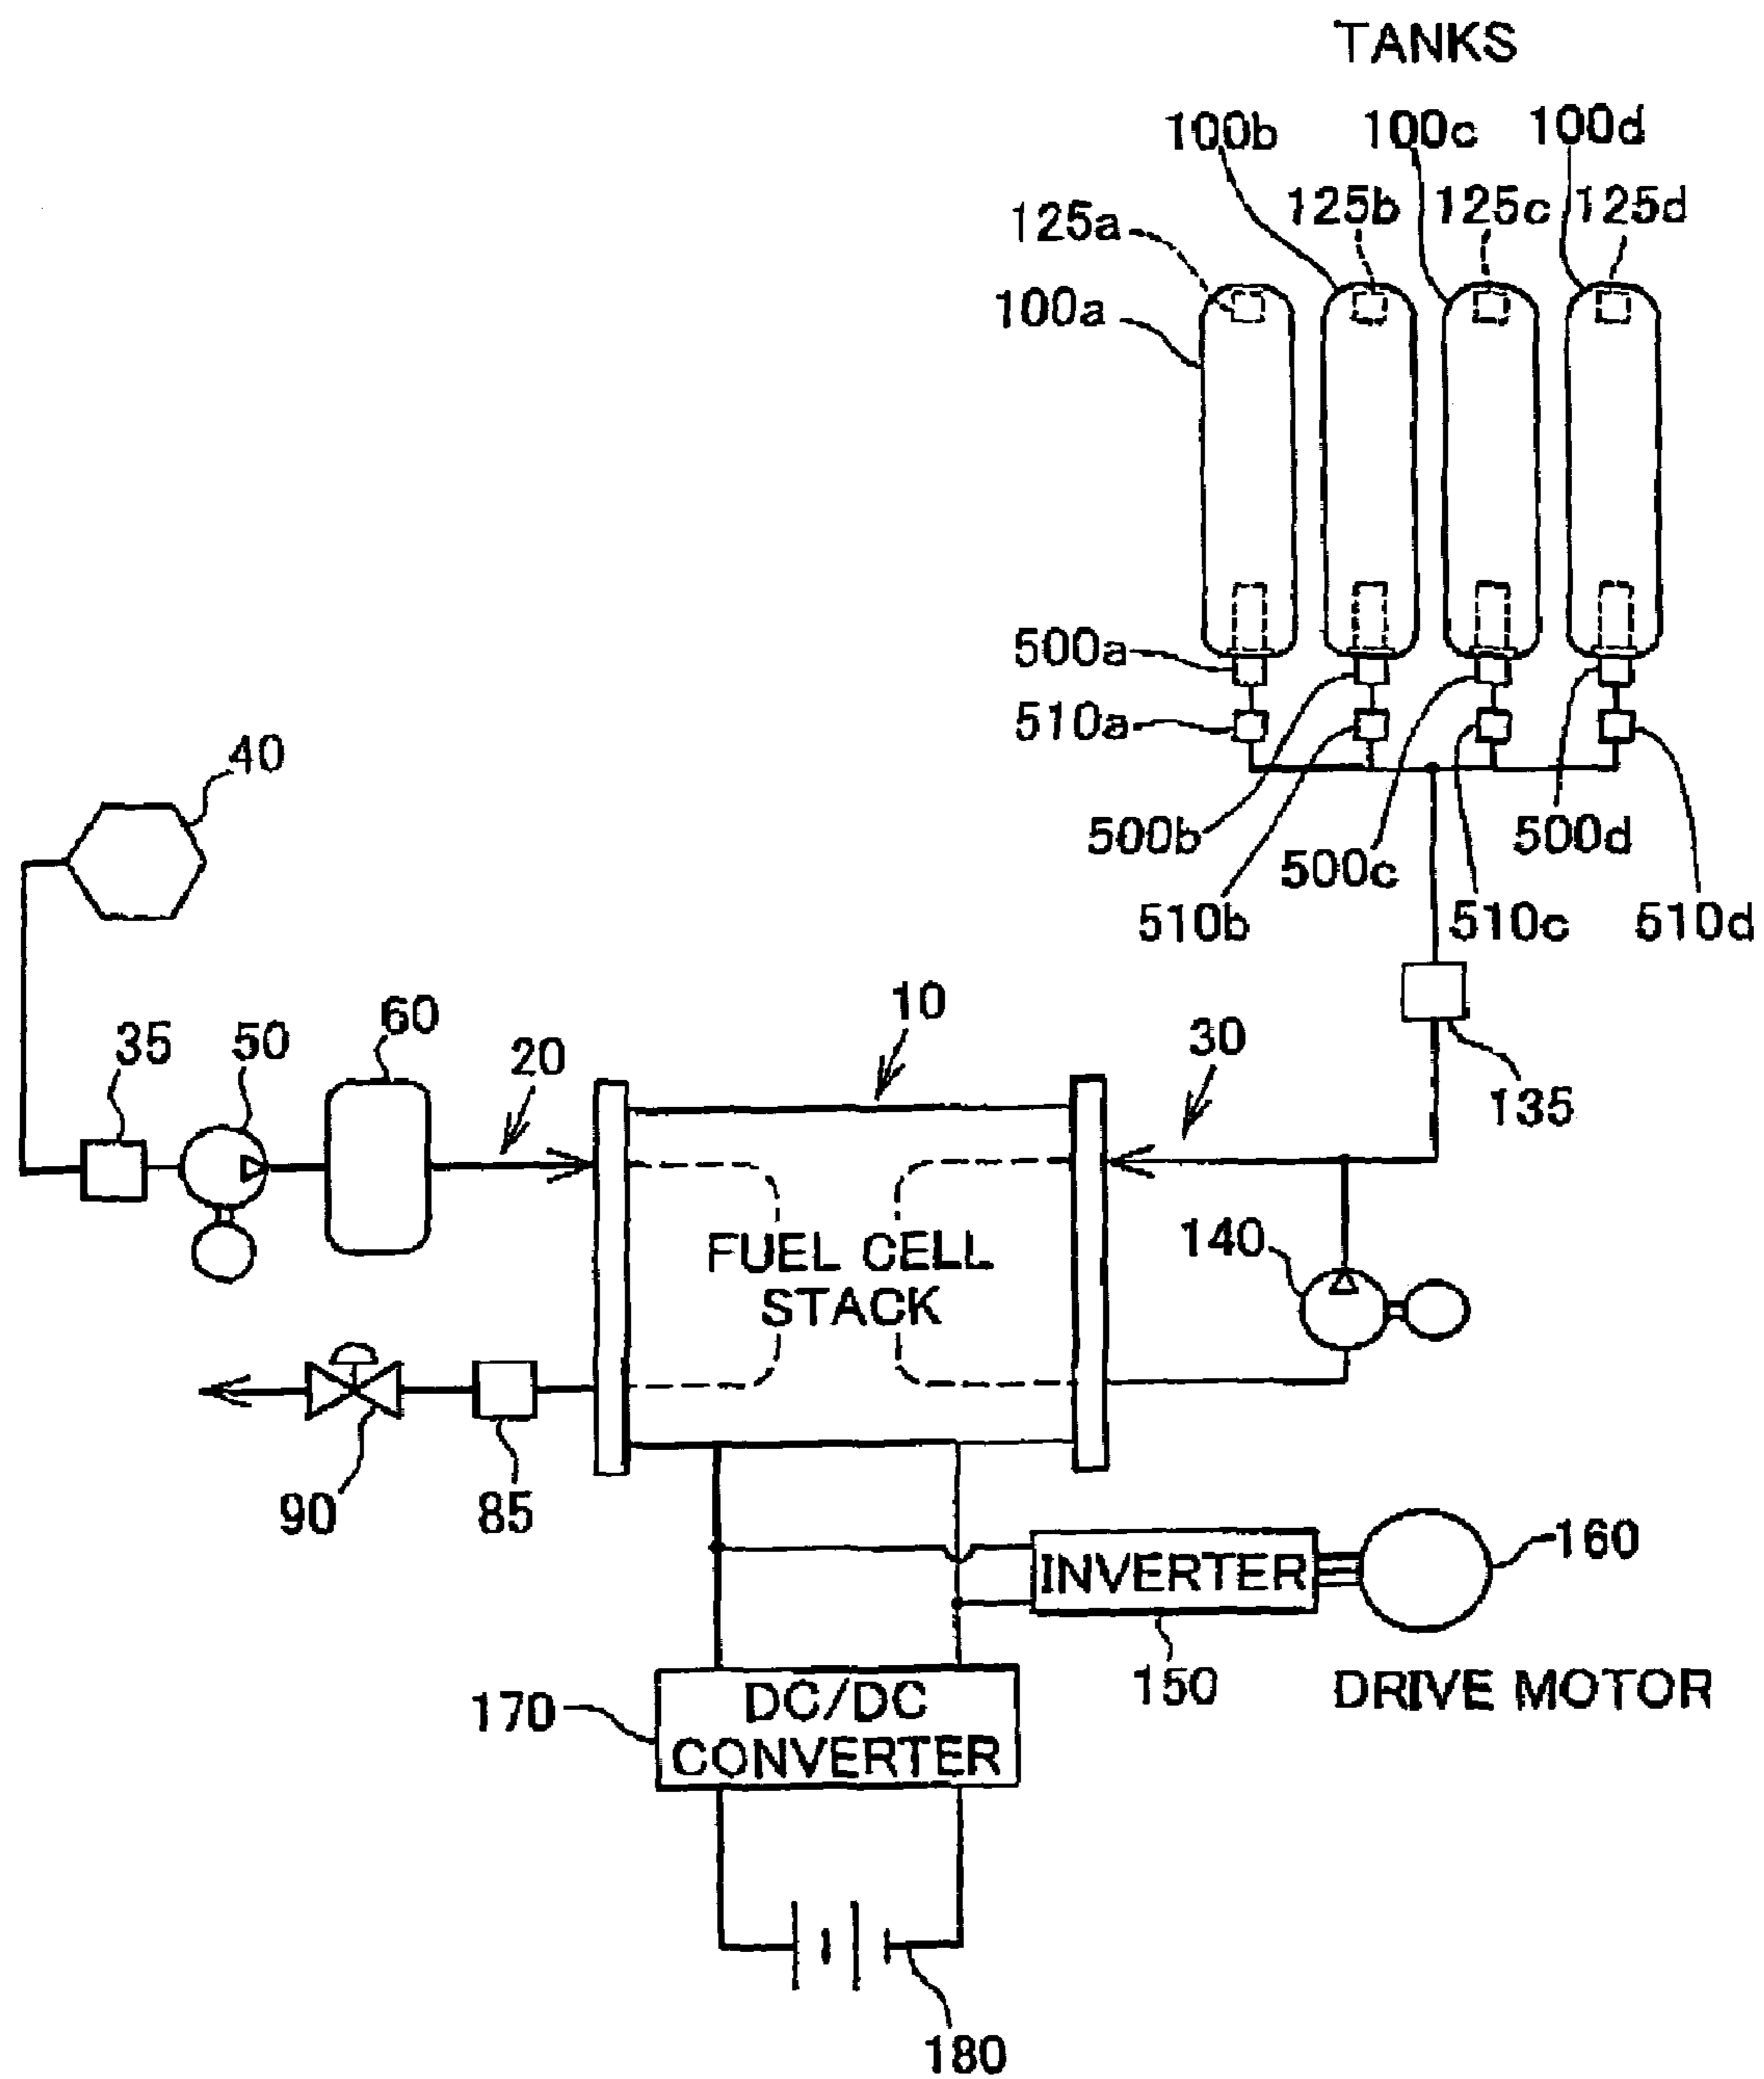 TANKS
100b 100c 100d
125a 125b 125c 125d
100a
500a
510a
40
500b 500c 500d
510b 510c 510d
10
60
35 50 20 30
135
FUEL CELL
STACK
140
90 85
INVERTER
160
150
DRIVE MOTOR
170
DC/DC
CONVERTER
180